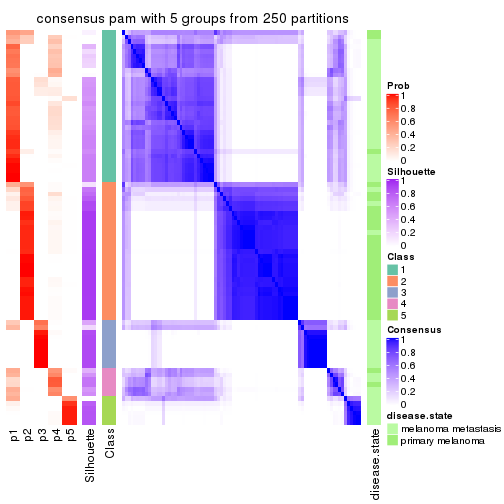 consensus pam with 5 groups from 250 partitions
p1
p2
p3
p4
p5
Silhouette
Class
disease.state
Prob
1
0.8
0.6
0.4
0.2
0
Silhouette
1
0.8
0.6
0.4
0.2
0
Class
1
2
3
4
5
Consensus
1
0.8
0.6
0.4
0.2
0
disease.state
melanoma metastasis
primary melanoma